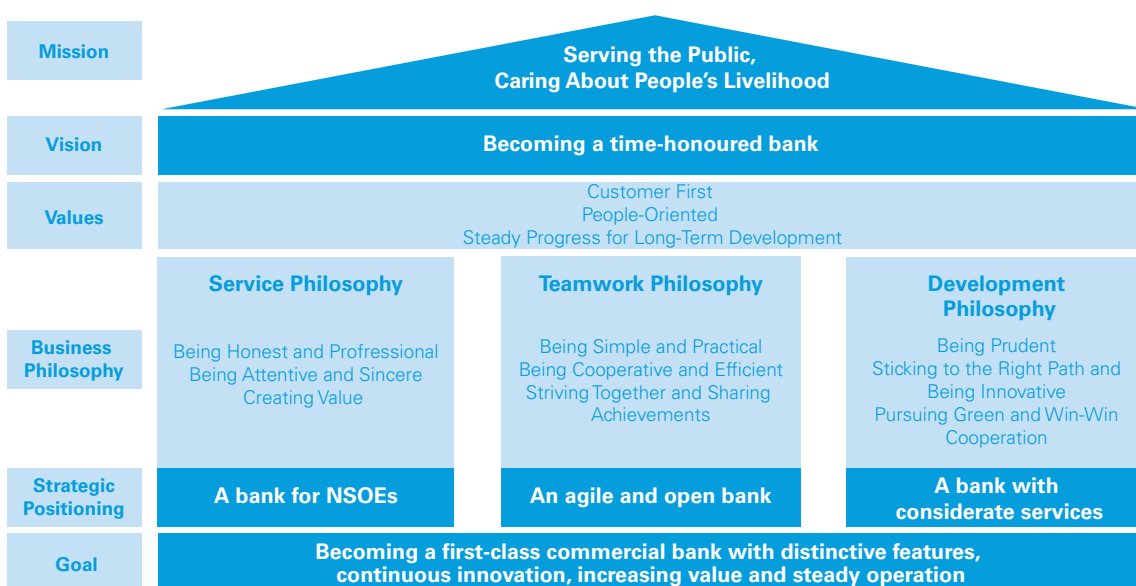 Mission
Serving the Public,
Caring About People's Livelihood
Vision
Becoming a time-honoured bank
Values
Customer First
People-Oriented
Steady Progress for Long-Term Development
Business
Philosophy
Service Philosophy
Being Honest and Profressional
Being Attentive and Sincere
Creating Value
Teamwork Philosophy
Being Simple and Practical
Being Cooperative and Efficient
Striving Together and Sharing
Achievements
Development
Philosophy
Being Prudent
Sticking to the Right Path and
Being Innovative
Pursuing Green and Win-Win
Cooperation
Strategic
Positioning
A bank for NSOEs
An agile and open bank
A bank with
considerate services
Goal
Becoming a first-class commercial bank with distinctive features,
continuous innovation, increasing value and steady operation